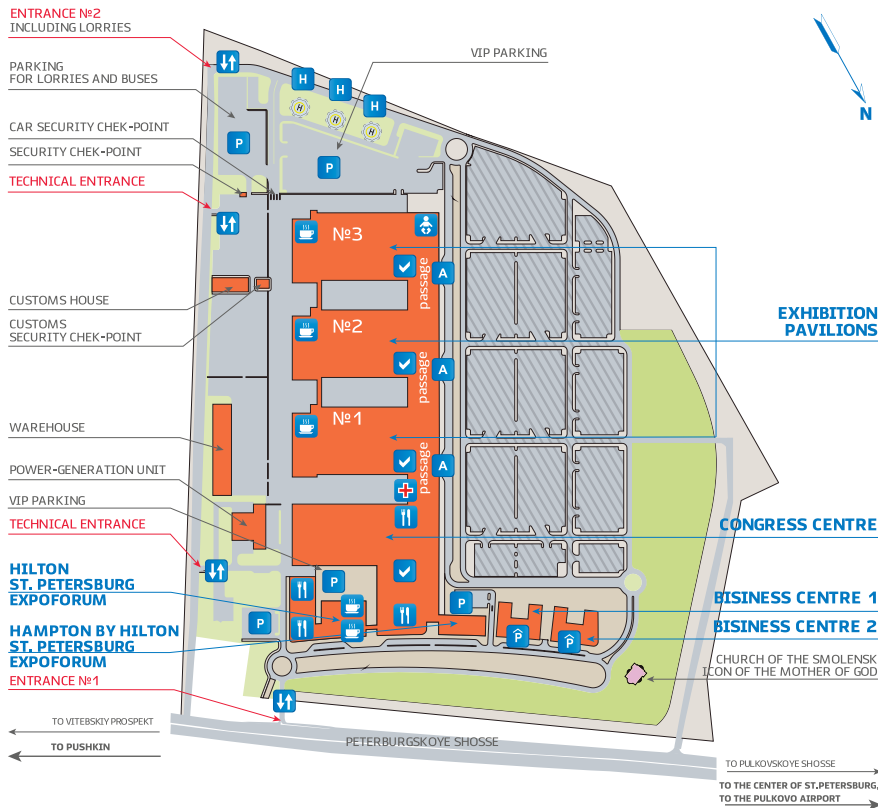 ENTRANCE №2
INCLUDING LORRIES
PARKING
FOR LORRIES AND BUSES
CAR SECURITY CHEK-POINT
SECURITY CHEK-POINT
TECHNICAL ENTRANCE
CUSTOMS HOUSE
CUSTOMS
SECURITY CHEK-POINT
WAREHOUSE
POWER-GENERATION UNIT
VIP PARKING
TECHNICAL ENTRANCE
HILTON
ST. PETERSBURG
EXPOFORUM
HAMPTON BY HILTON
ST. PETERSBURG
EXPOFORUM
ENTRANCE №1
TO VITEBSKIY PROSPEKT
TO PUSHKIN
VIP PARKING
N
H
H
H
H
H
H
P
P
№3
A
passage
№2
A
passage
№1
A
passage
P
P
P
P
P
EXHIBITION
PAVILIONS
CONGRESS CENTRE
BISINESS CENTRE 1
BISINESS CENTRE 2
CHURCH OF THE SMOLENSK
ICON OF THE MOTHER OF GOD
PETERBURGSKOYE SHOSSE
TO PULKOVSKOYE SHOSSE
TO THE CENTER OF ST.PETERSBURG,
TO THE PULKOVO AIRPORT